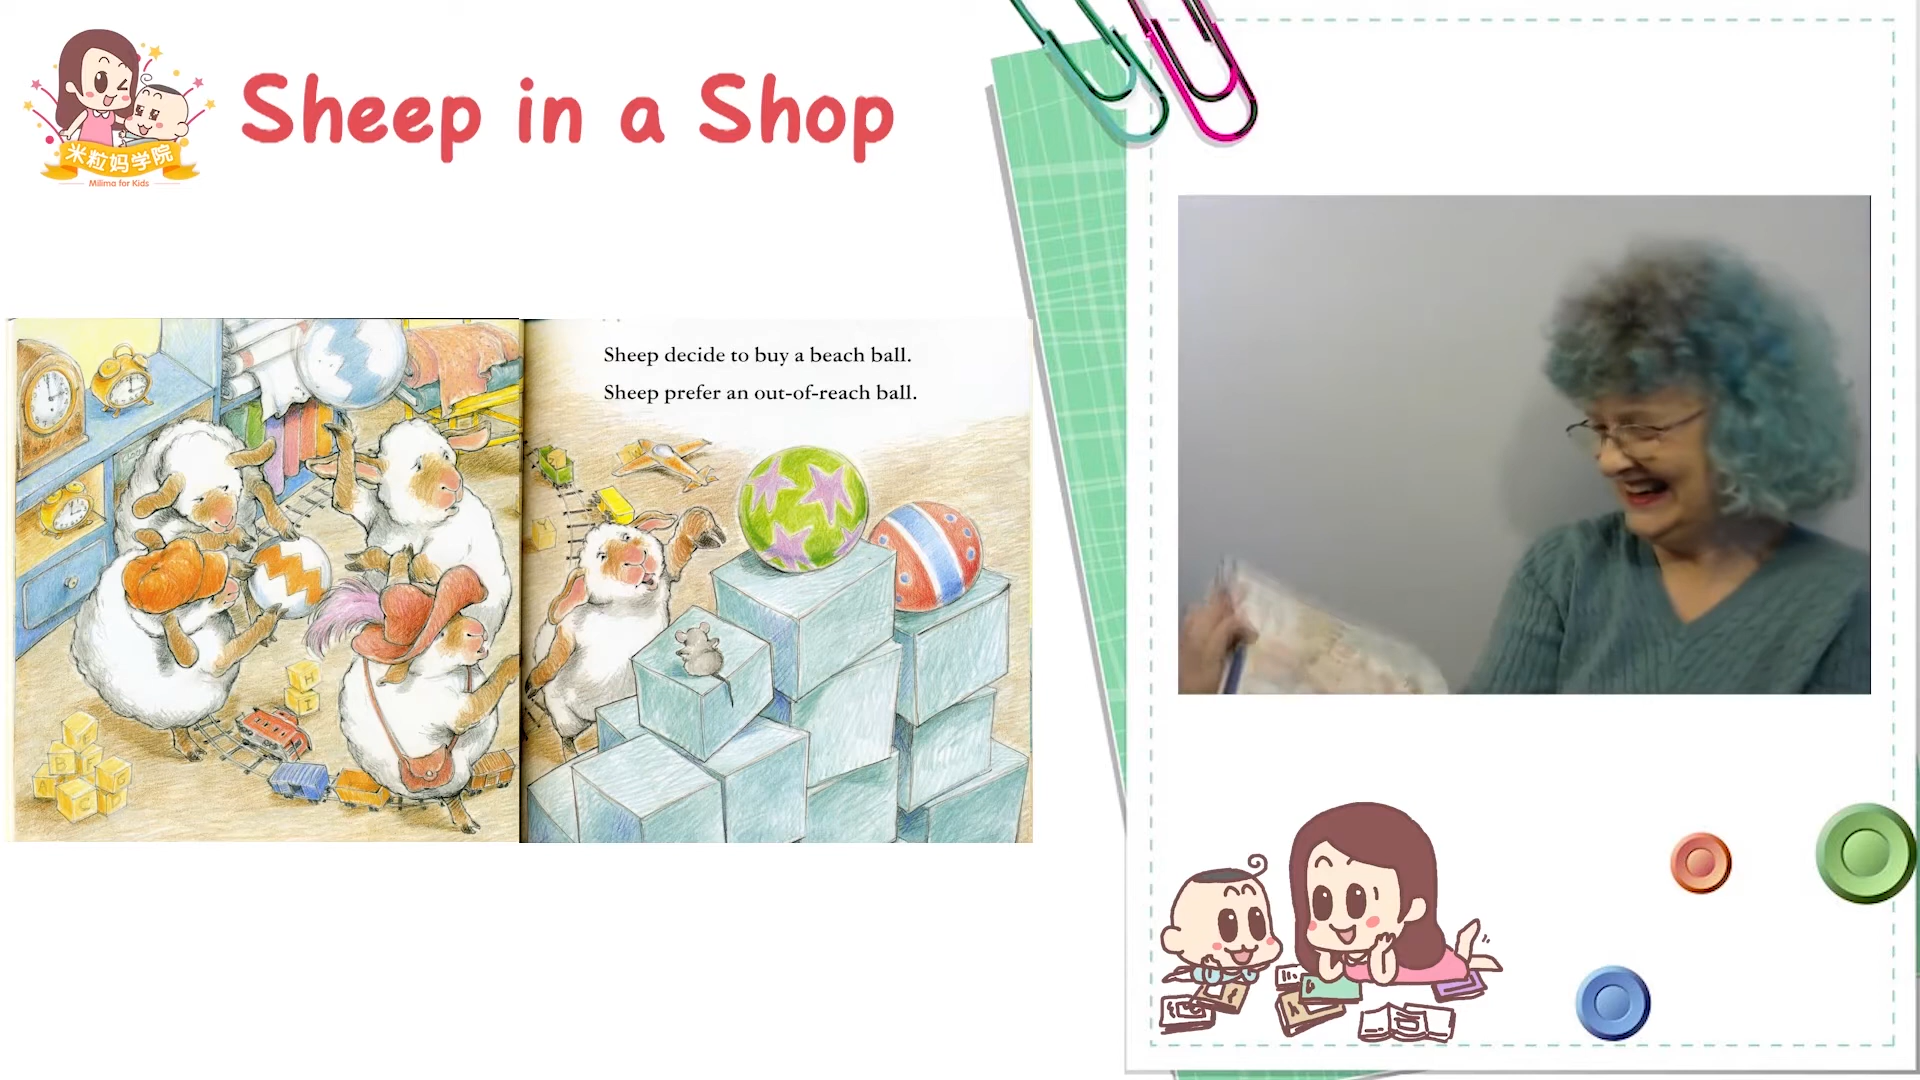 Sheep in a Shop
米粒妈学院
Milima for Kids
Sheep decide to buy a beach ball.
Sheep prefer an out-of-reach ball.
H
I
B
F
G
A
C
D